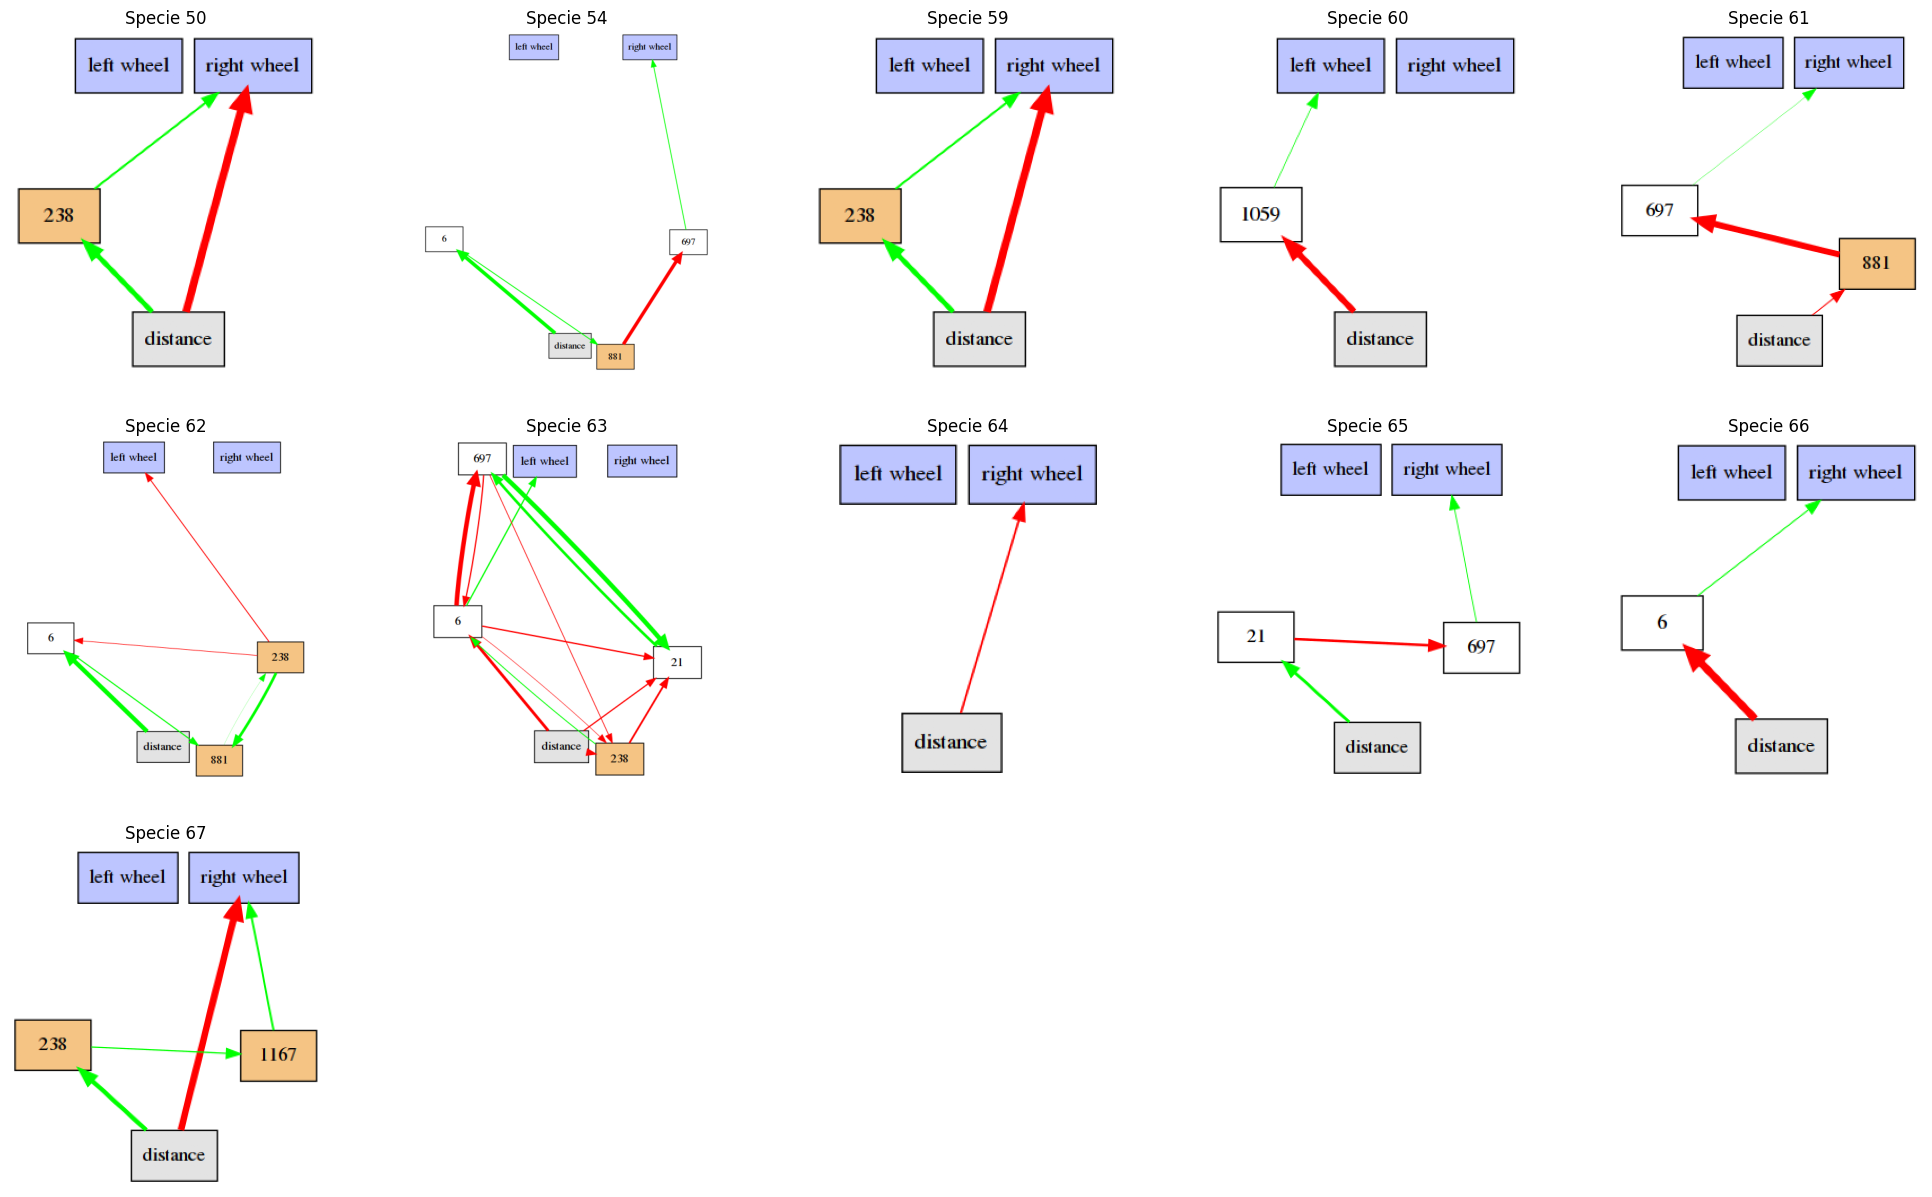 Specie 50
left wheel
right wheel
238
distance
Specie 54
left wheel
right wheel
6
697
distance
881
Specie 59
left wheel
right wheel
238
distance
Specie 60
left wheel
right wheel
1059
distance
Specie 61
left wheel
right wheel
697
881
distance
Specie 62
left wheel
right wheel
6
238
distance
881
Specie 63
697
left wheel
right wheel
6
21
distance
238
Specie 64
left wheel
right wheel
distance
Specie 65
left wheel
right wheel
21
697
distance
Specie 66
left wheel
right wheel
6
distance
Specie 67
left wheel
right wheel
238
1167
distance